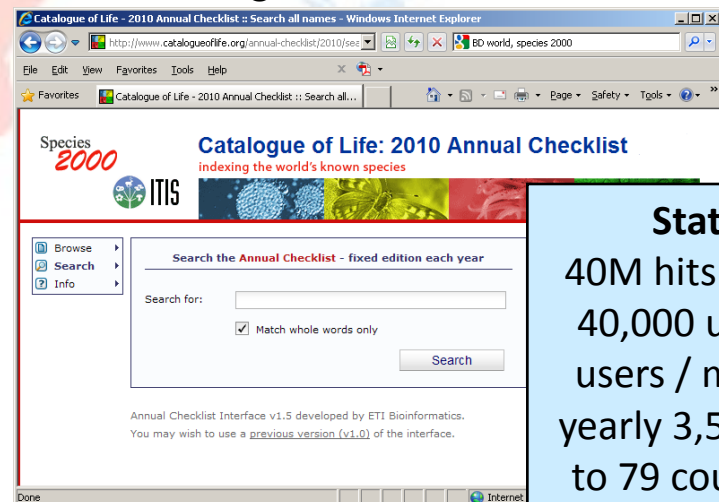 Catalogue of Life - 2010 Annual Checklist :: Search all names - Windows Internet Explorer
http://www.catalogueoflife.org/annual-checklist/2010/sea
BD world, species 2000
File Edit View Favorites Tools Help
Favorites Catalogue of Life - 2010 Annual Checklist :: Search all... Page Safety Tools
Species 2000
ITIS
Catalogue of Life: 2010 Annual Checklist
indexing the world's known species
Browse
Search
Info
Search the Annual Checklist - fixed edition each year
Search for:
Match whole words only
Search
Annual Checklist Interface v1.5 developed by ETI Bioinformatics.
You may wish to use a previous version (v1.0) of the interface.
Done Internet
Stat
40M hits
40,000 u
users / m
yearly 3,5
to 79 cou